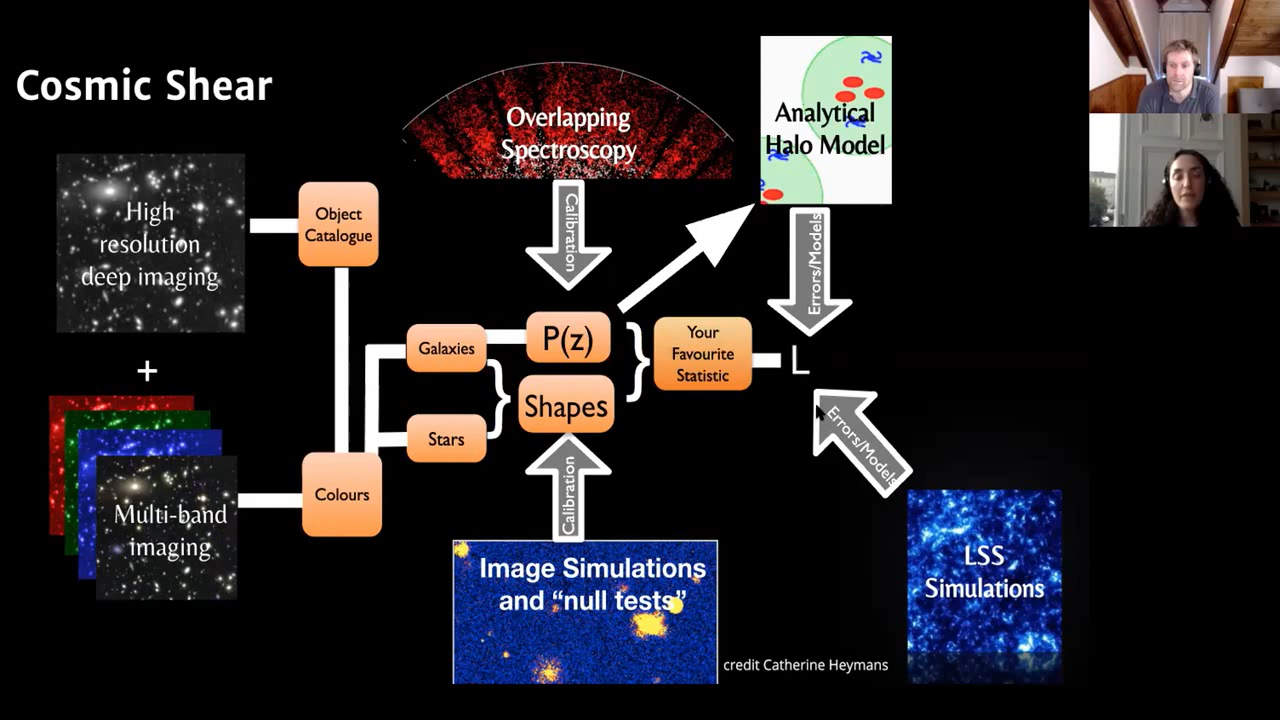 Cosmic Shear
High
resolution
deep imaging
+
Multi-band
imaging
Object
Catalogue
Colours
Galaxies
Stars
Overlapping
Spectroscopy
Calibration
P(z)
Shapes
Calibration
Image Simulations
and “null tests”
Your
Favourite
Statistic
L
Analytical
Halo Model
Errors/Models
Errors/Models
LSS
Simulations
credit Catherine Heymans